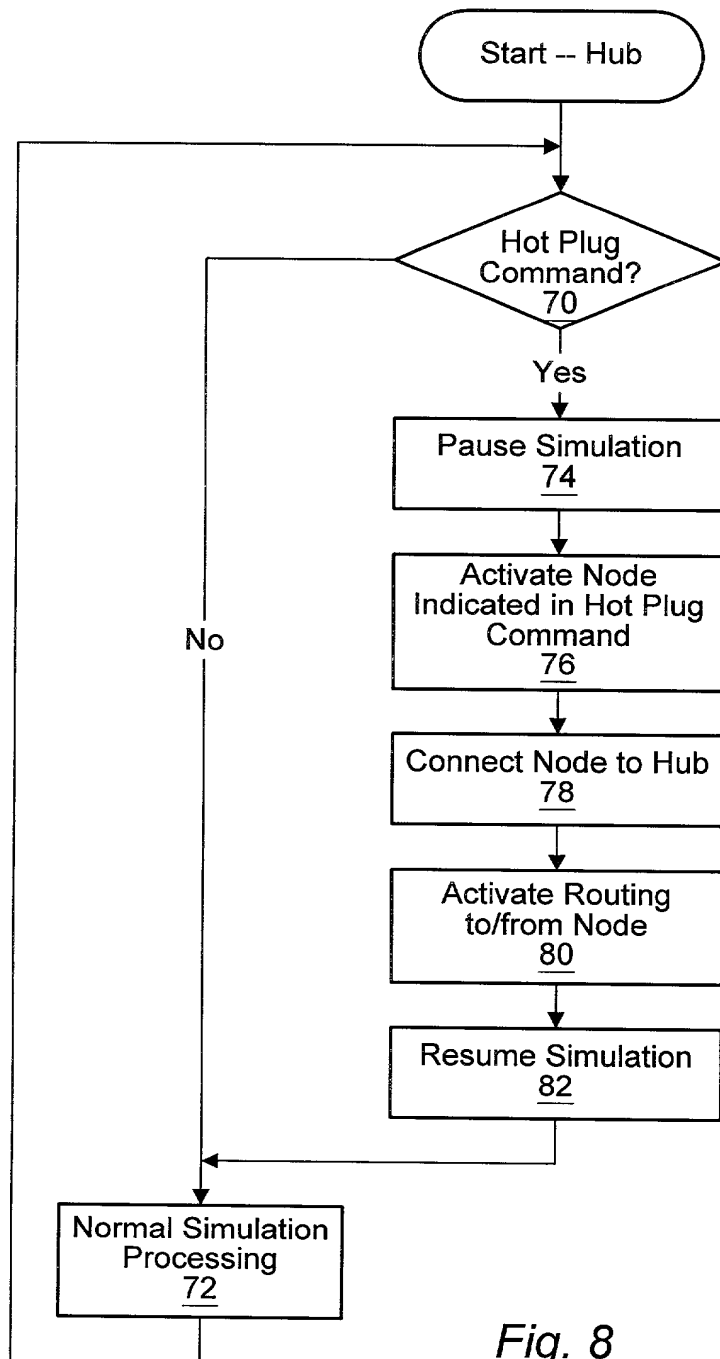 Start -- Hub
Hot Plug
Command?
70
Yes
Pause Simulation
74
Activate Node
Indicated in Hot Plug
Command
76
No
Connect Node to Hub
78
Activate Routing
to/from Node
80
Resume Simulation
82
Normal Simulation
Processing
72
Fig. 8